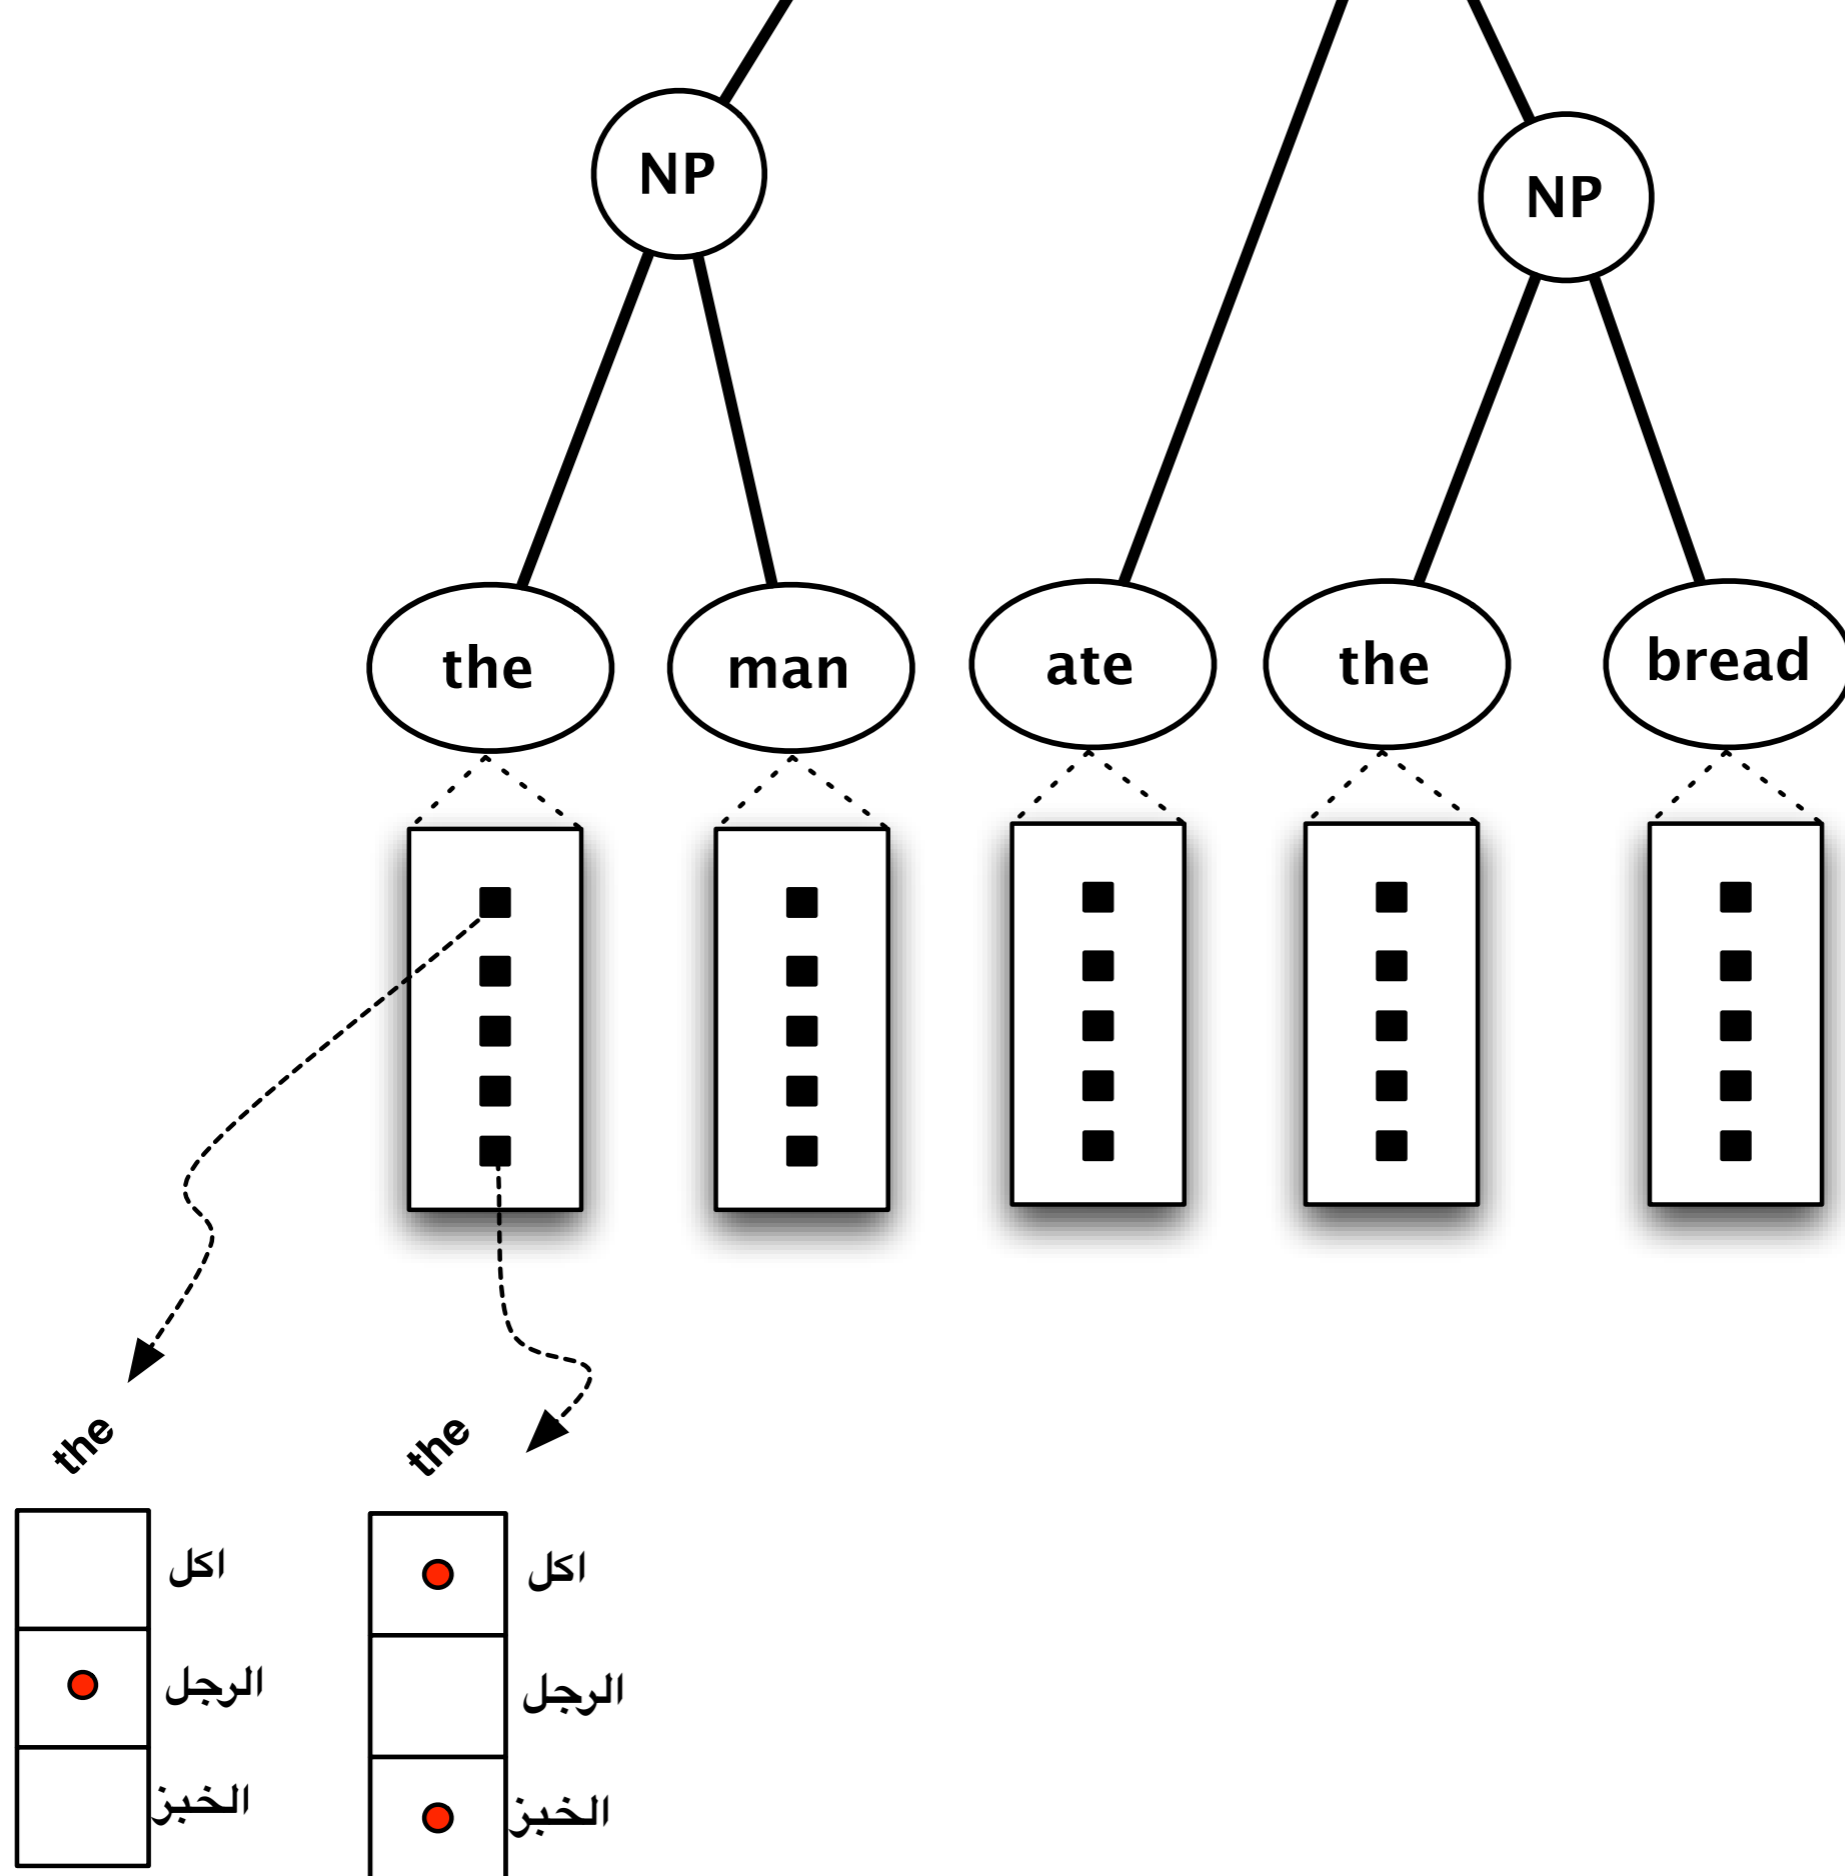 NP
NP
the man ate the bread
the the
اكل اكل
الرجل الرجل
الخبز الخبز